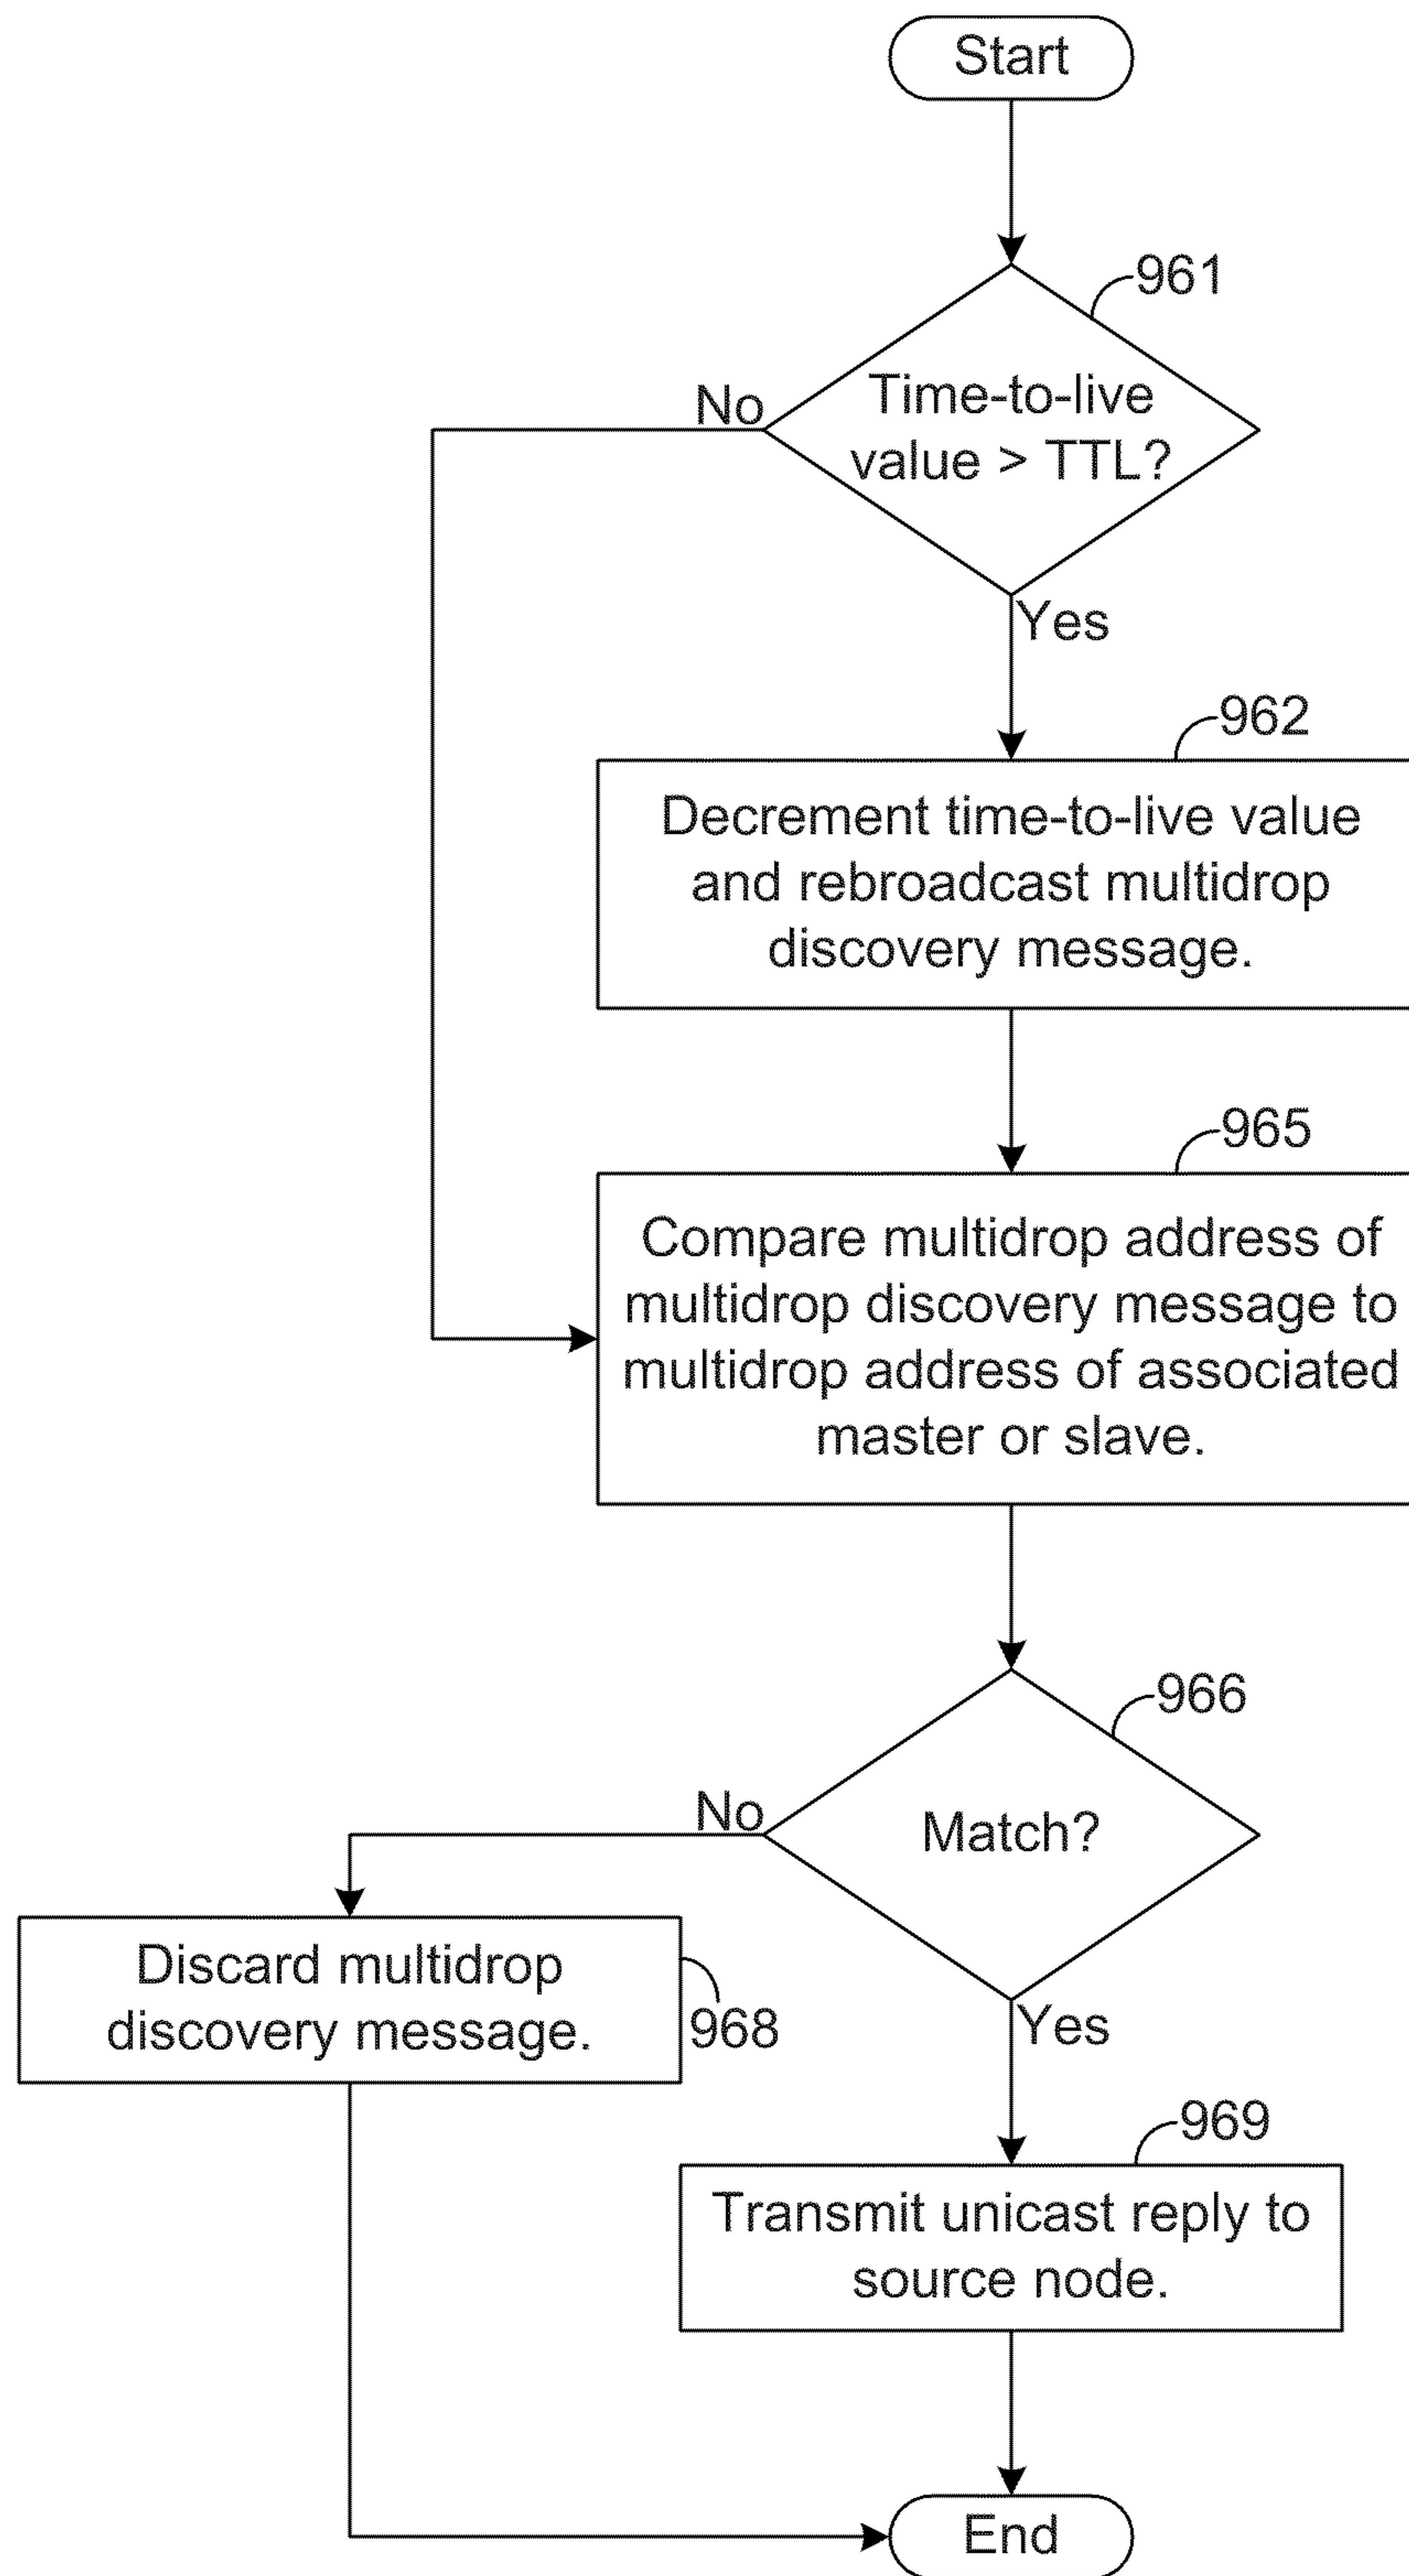 Start
961
Time-to-live
value > TTL?
No
Yes
962
Decrement time-to-live value
and rebroadcast multidrop
discovery message.
965
Compare multidrop address of
multidrop discovery message to
multidrop address of associated
master or slave.
966
Match?
No
Yes
Discard multidrop
discovery message.
968
969
Transmit unicast reply to
source node.
End